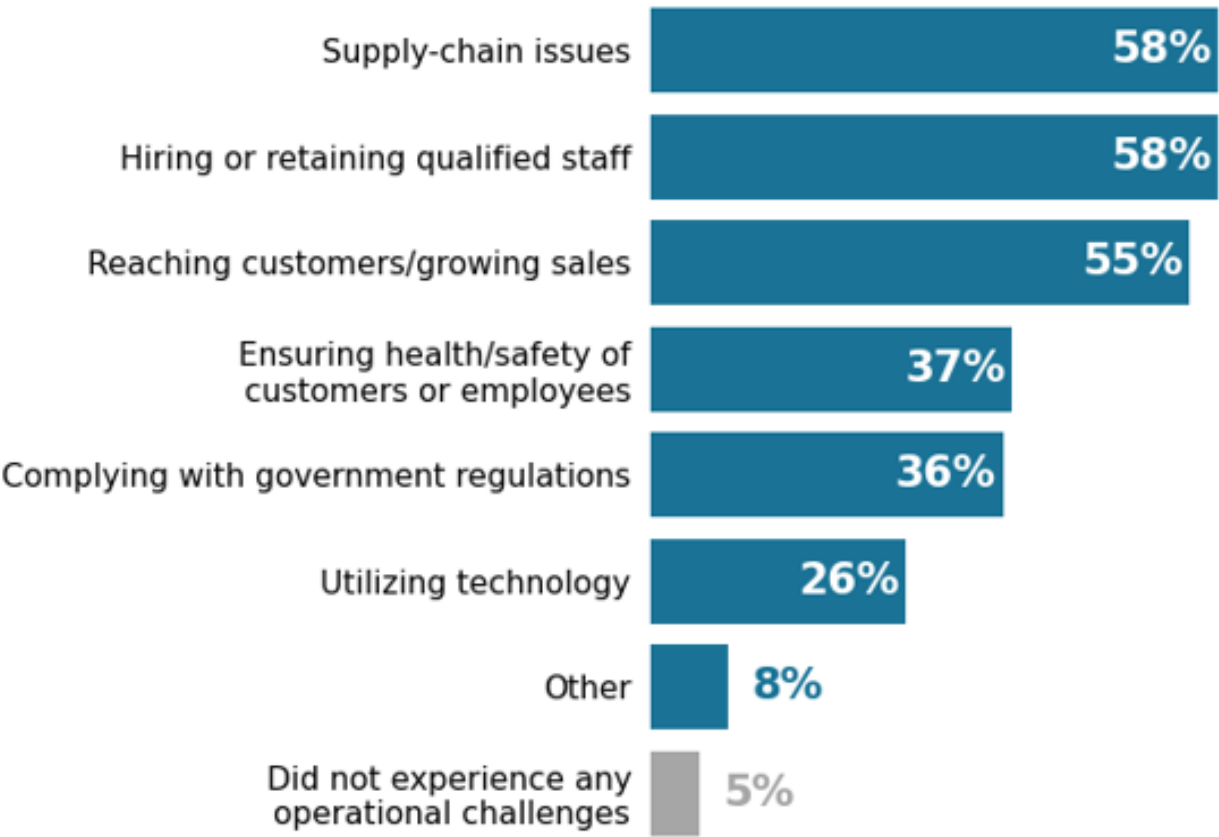 Supply-chain issues 58%
Hiring or retaining qualified staff 58%
Reaching customers/growing sales 55%
Ensuring health/safety of
customers or employees 37%
Complying with government regulations 36%
Utilizing technology 26%
Other 8%
Did not experience any
operational challenges 5%